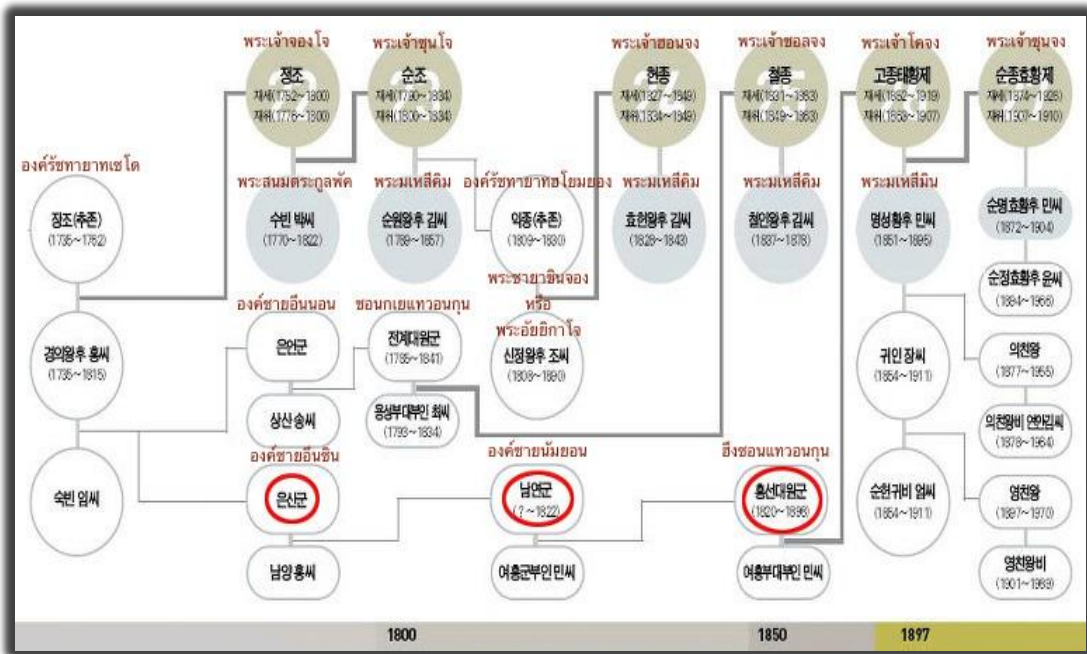 พระเจ้าจองโจ
정조
재세(1752~1800)
재위(1776~1800)
พระเจ้าซุนโจ
순조
재세(1790~1834)
재위(1800~1834)
พระเจ้าฮอนจง
헌종
재세(1827~1849)
재위(1834~1849)
พระเจ้าชอลจง
철종
재세(1831~1863)
재위(1849~1863)
พระเจ้าโคจง
고종태황제
재세(1852~1919)
재위(1863~1907)
พระเจ้าซุนจง
순종효황제
재세(1874~1926)
재위(1907~1910)
องค์รัชทายาทเซโด
장조(추존)
(1735~1762)
พระสนมตระกูลพัค
수빈 박씨
(1770~1822)
พระมเหสีคิม
순원왕후 김씨
(1789~1857)
องค์รัชทายาทฮโยมยอง
익종(추존)
(1809~1830)
พระมเหสีคิม
효현왕후 김씨
(1828~1843)
พระมเหสีคิม
철인왕후 김씨
(1837~1878)
พระมเหสีมิน
명성황후 민씨
(1851~1895)
순명효황후 민씨
(1872~1904)
순정효황후 윤씨
(1894~1966)
경의왕후 홍씨
(1735~1815)
องค์ชายอึนนอน
은언군
상산 송씨
ชอนกเยแทวอนกุน
전계대원군
(1785~1841)
용성부대부인 최씨
(1793~1834)
พระชายาชินจอง
หรือ
พระอัยยิกาโจ
신정왕후 조씨
(1808~1890)
귀인 장씨
(1854~1911)
의천왕
(1877~1955)
의천왕비 연안김씨
(1878~1964)
숙빈 임씨
องค์ชายอึนชิน
은신군
남양 홍씨
องค์ชายนัมยอน
남연군
(?~1822)
여흥군부인 민씨
ฮึงซอนแทวอนกุน
흥선대원군
(1820~1898)
여흥부대부인 민씨
순헌귀비 엄씨
(1854~1911)
영친왕
(1897~1970)
영친왕비
(1901~1989)
1800
1850
1897